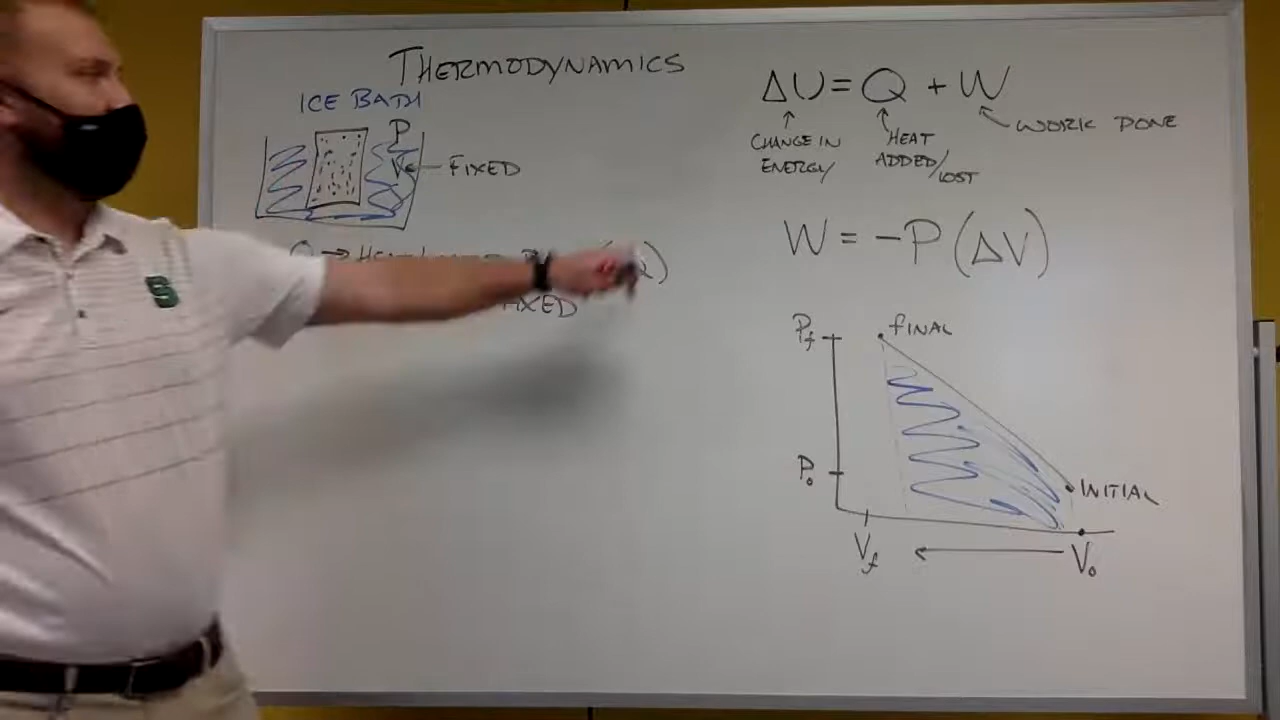 THERMODYNAMICS
ICE BATH
P
V ← FIXED
Q → HEAT
FIXED
ΔU = Q + W
CHANGE IN
ENERGY
HEAT
ADDED/
LOST
WORK DONE
W = -P (ΔV)
Pf
FINAL
P₀
INITIAL
Vf
V₀
S